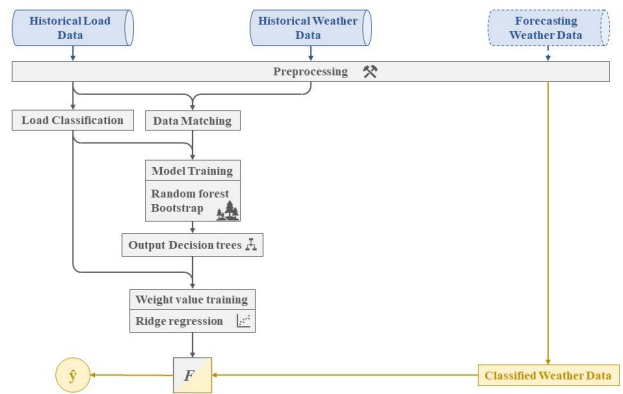 Historical Load
Data
Historical Weather
Data
Forecasting
Weather Data
Preprocessing
Load Classification
Data Matching
Model Training
Random forest
Bootstrap
Output Decision trees
Weight value training
Ridge regression
ŷ
F
Classified Weather Data